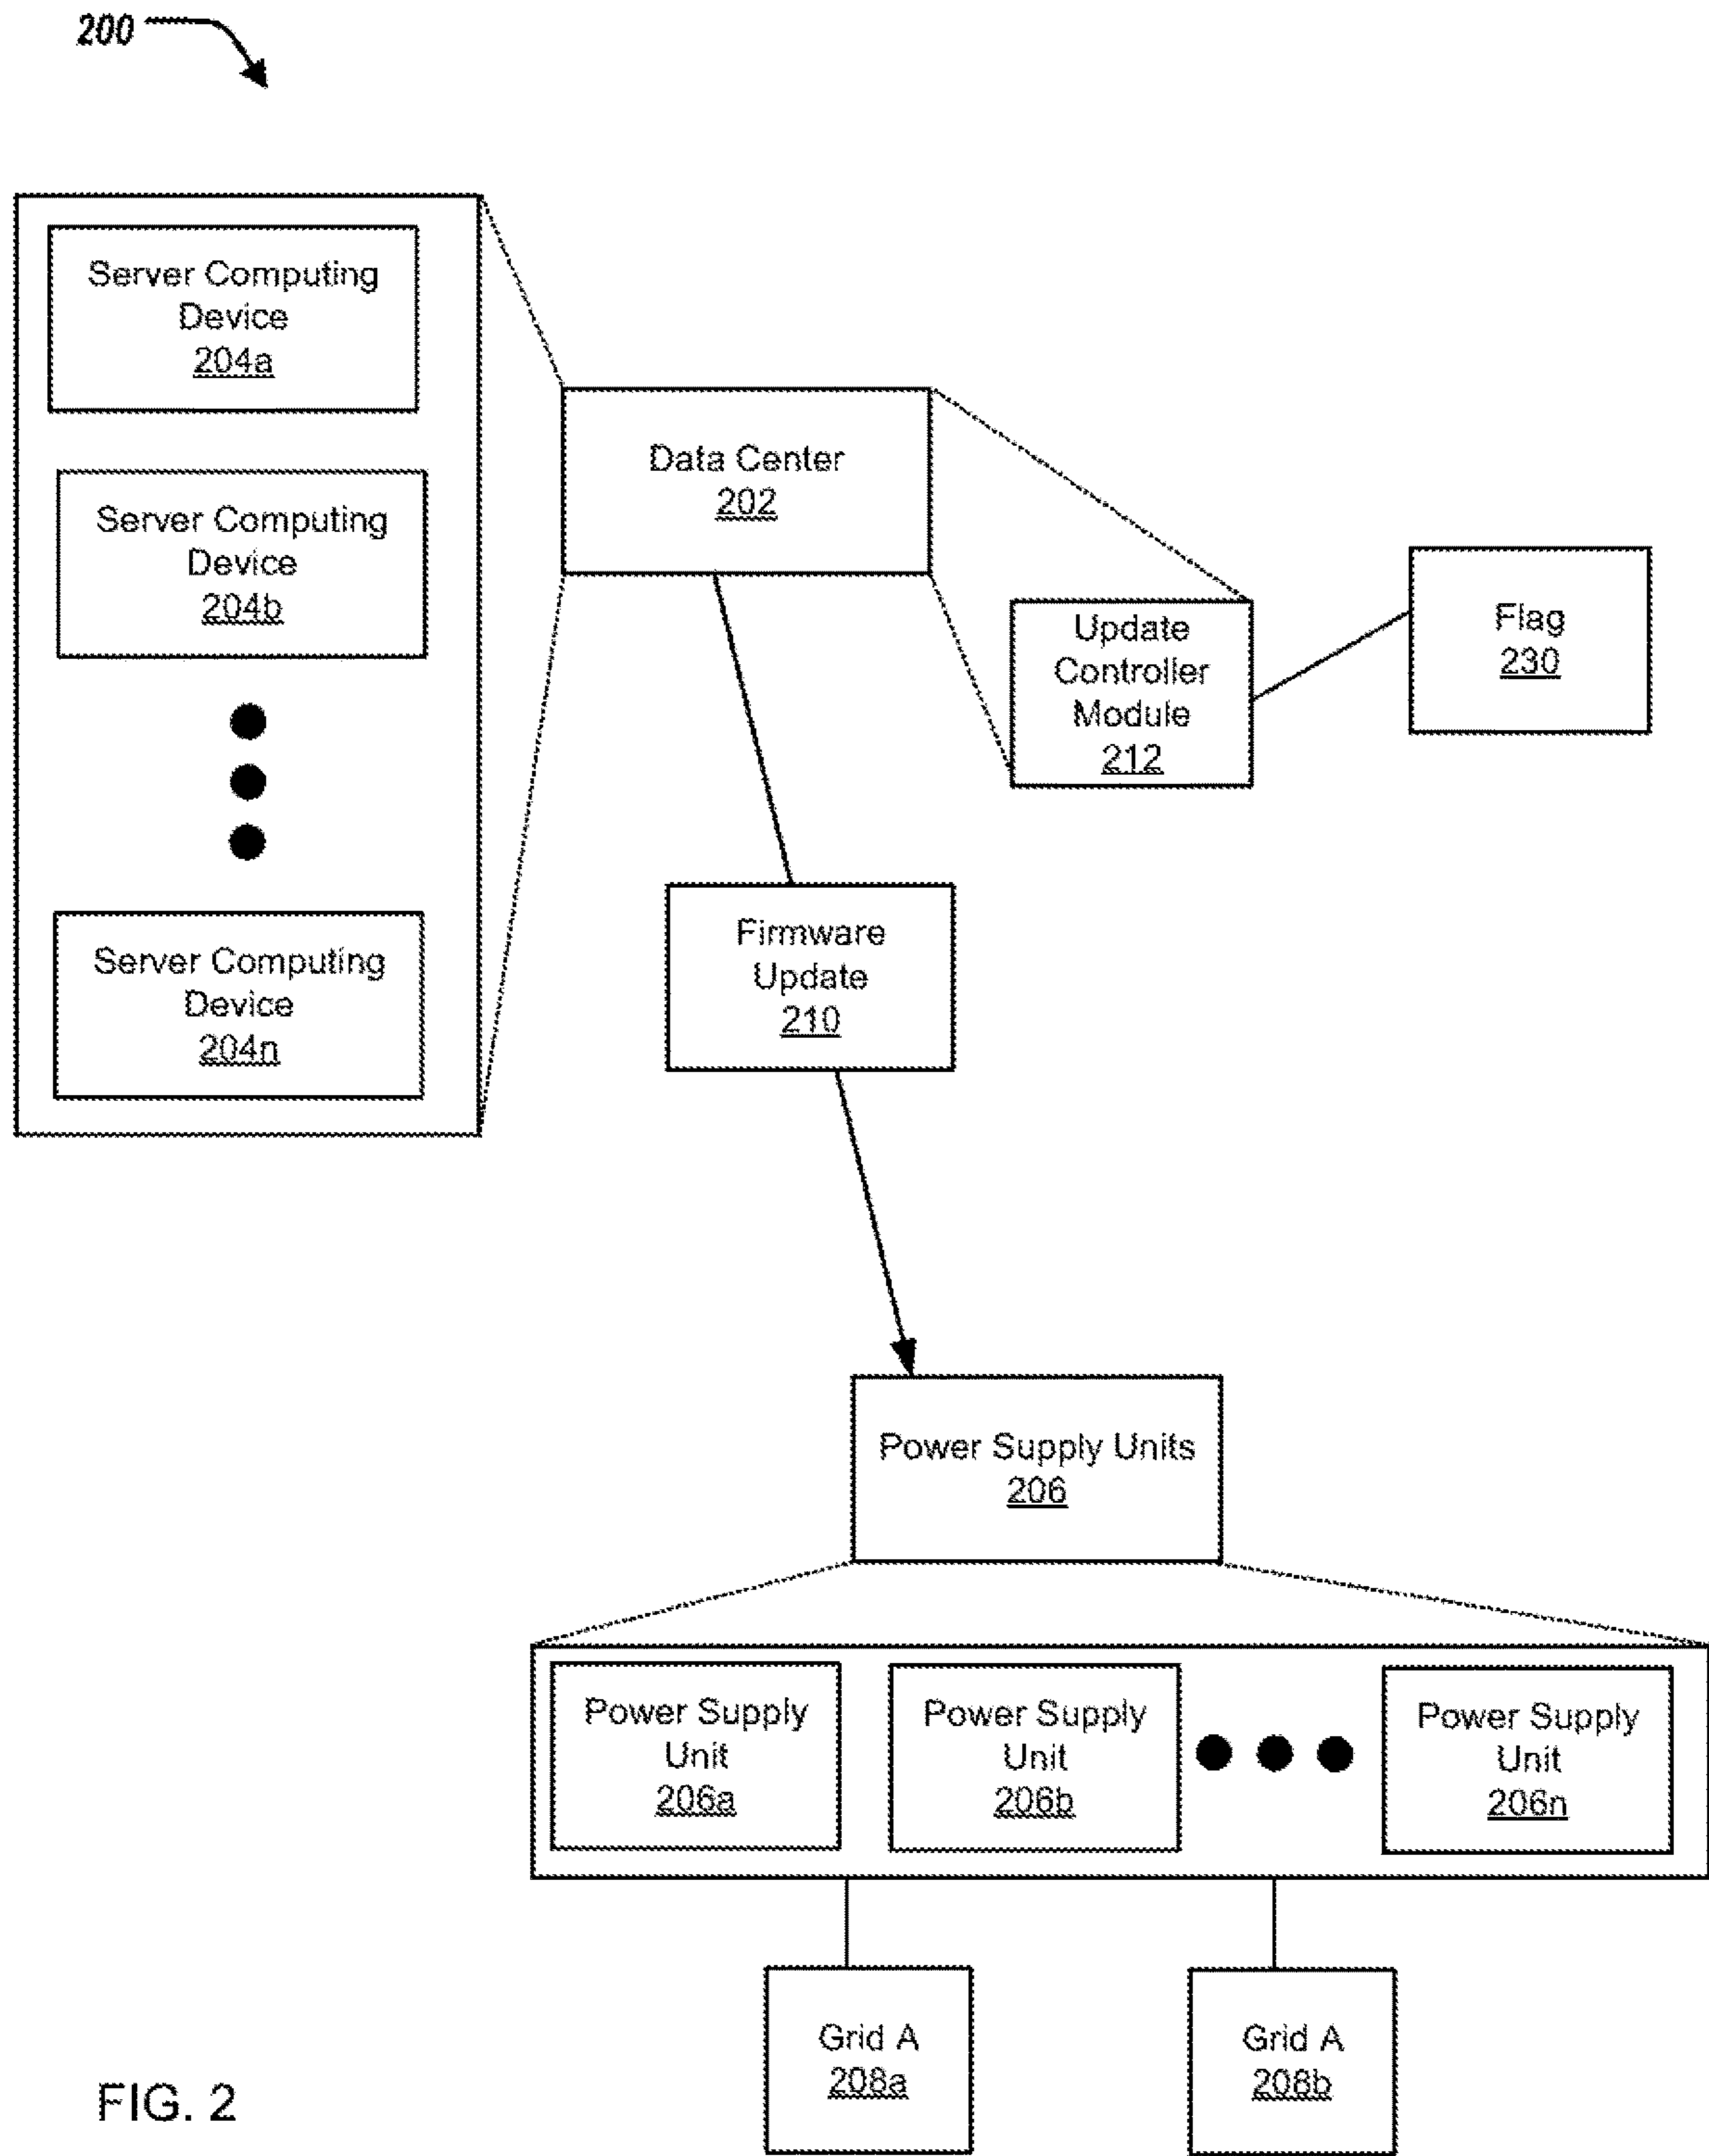 200
Server Computing
Device
204a
Server Computing
Device
204b
Server Computing
Device
204n
Data Center
202
Update
Controller
Module
212
Flag
230
Firmware
Update
210
Power Supply Units
206
Power Supply
Unit
206a
Power Supply
Unit
206b
Power Supply
Unit
206n
Grid A
208a
Grid A
208b
FIG. 2